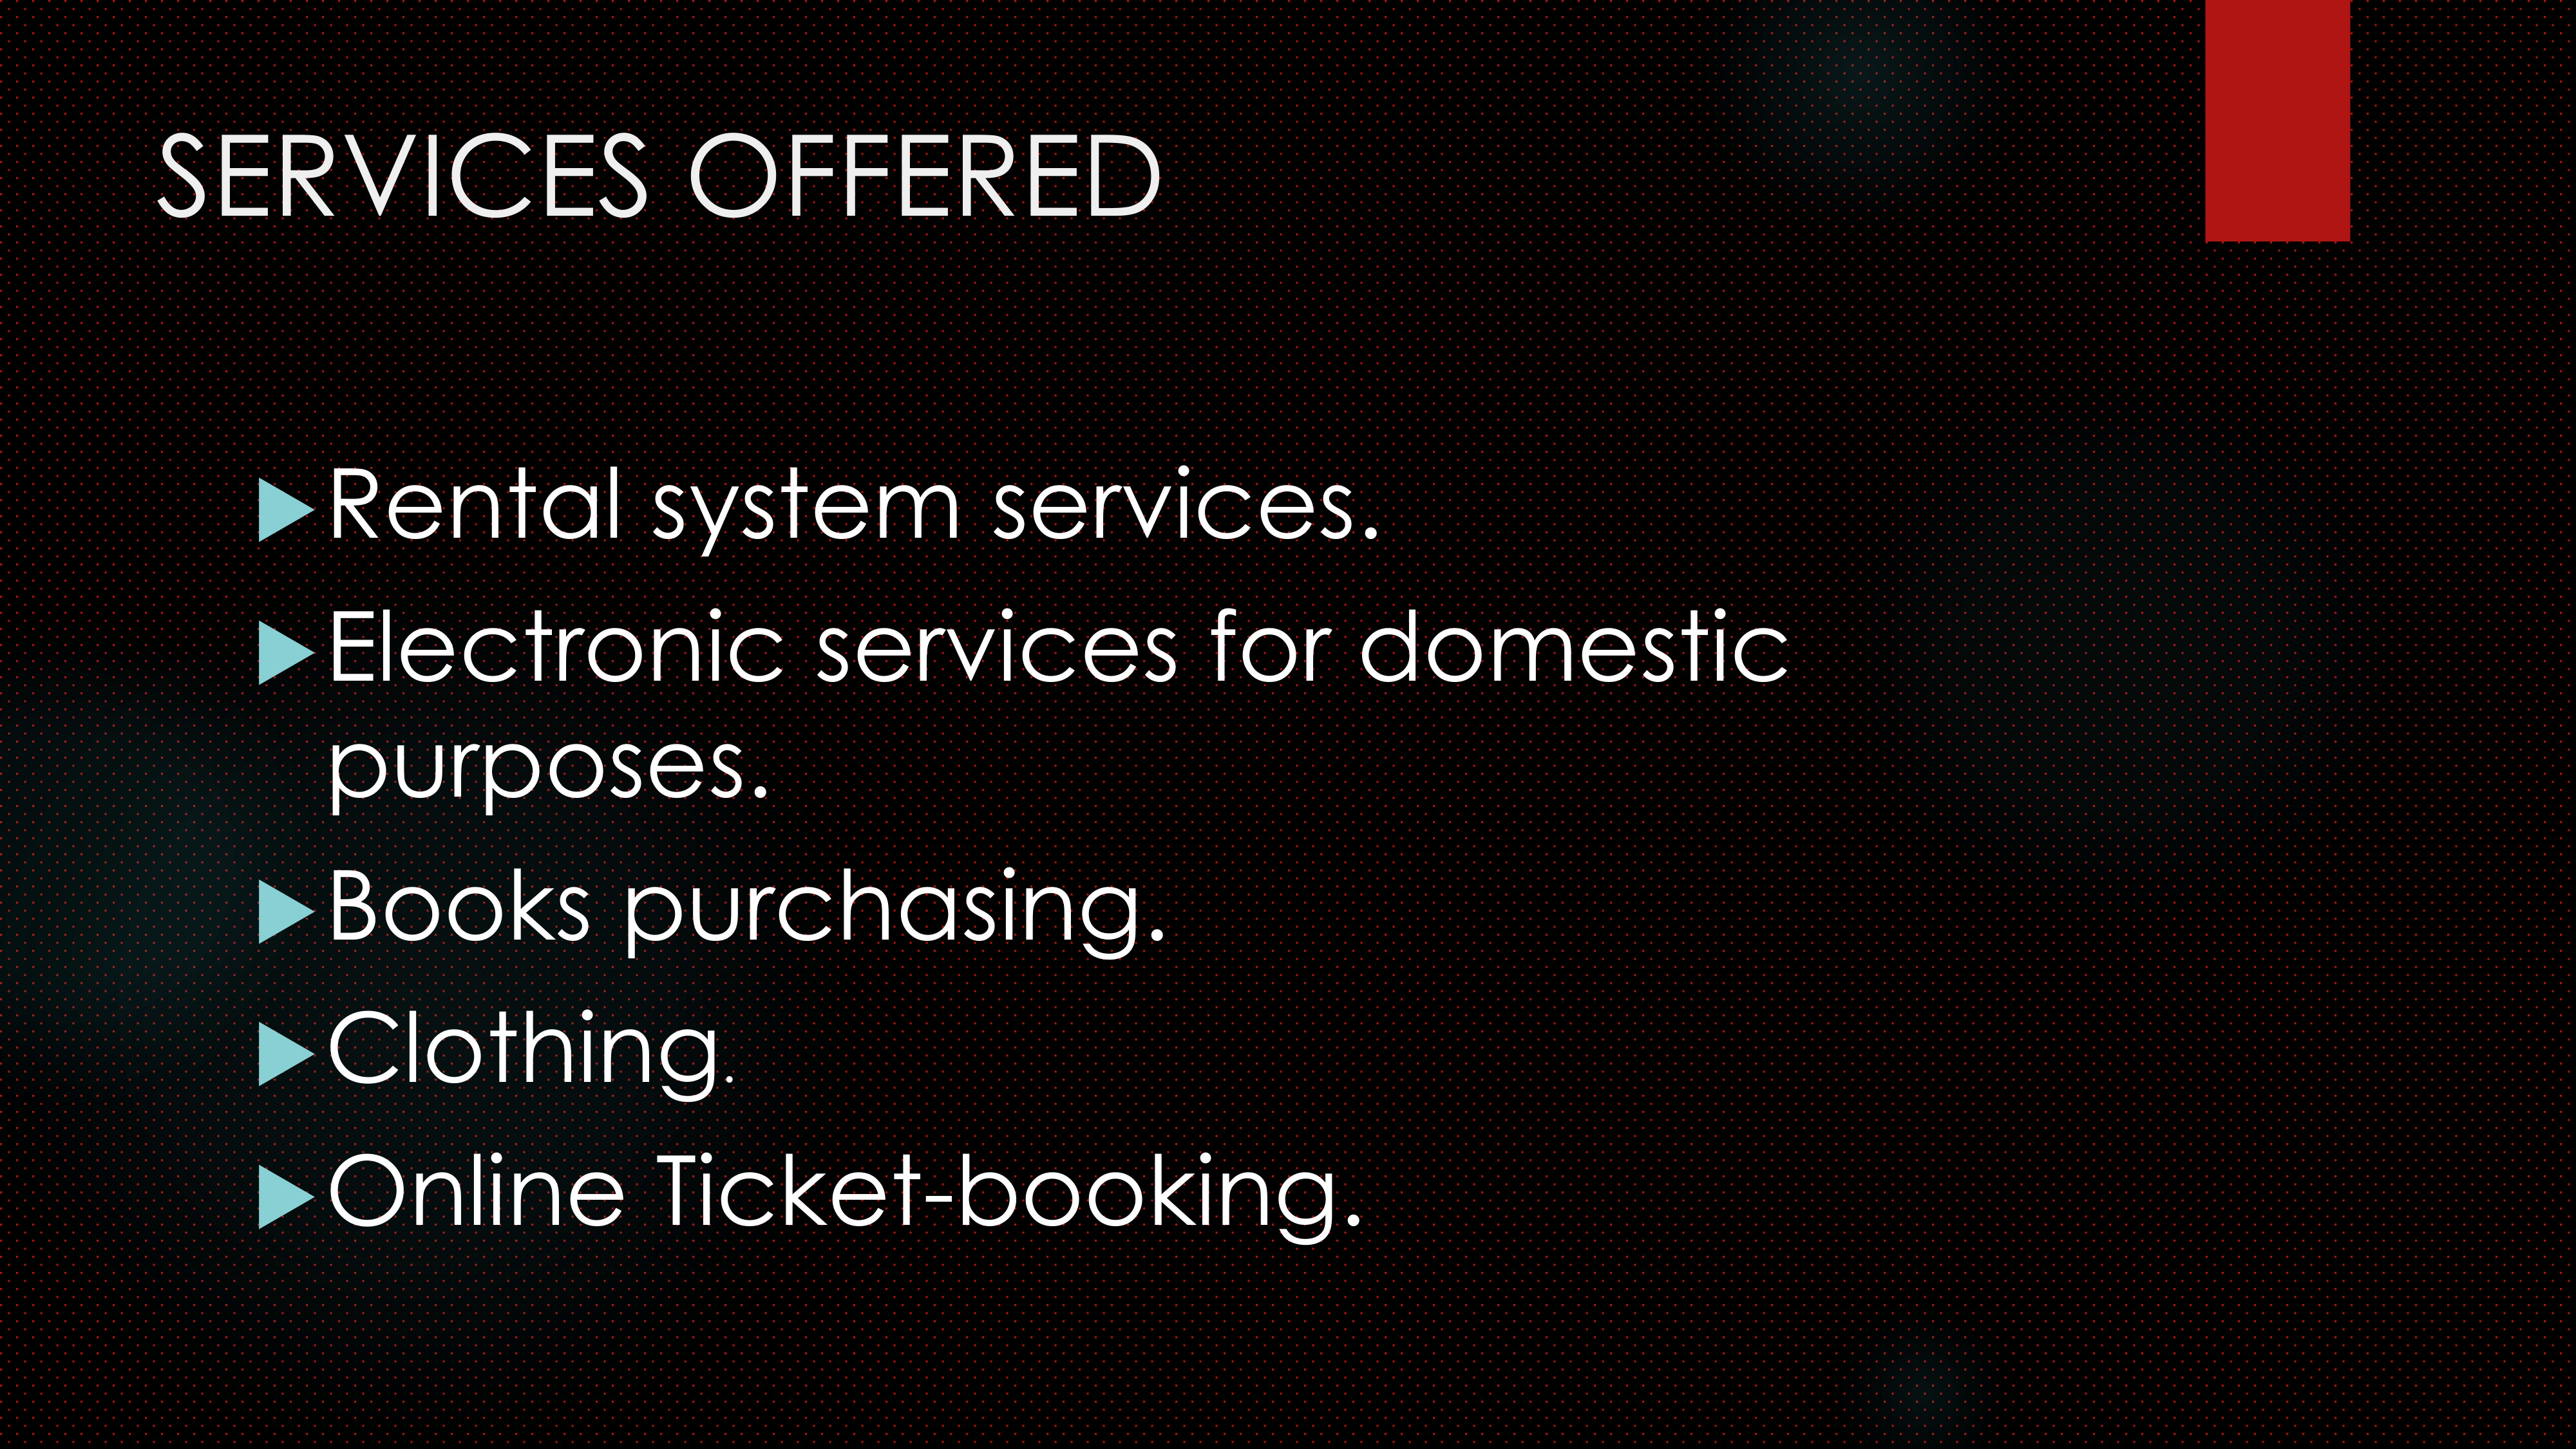 SERVICES OFFERED
Rental system services.
Electronic services for domestic
purposes.
Books purchasing.
Clothing.
Online Ticket-booking.